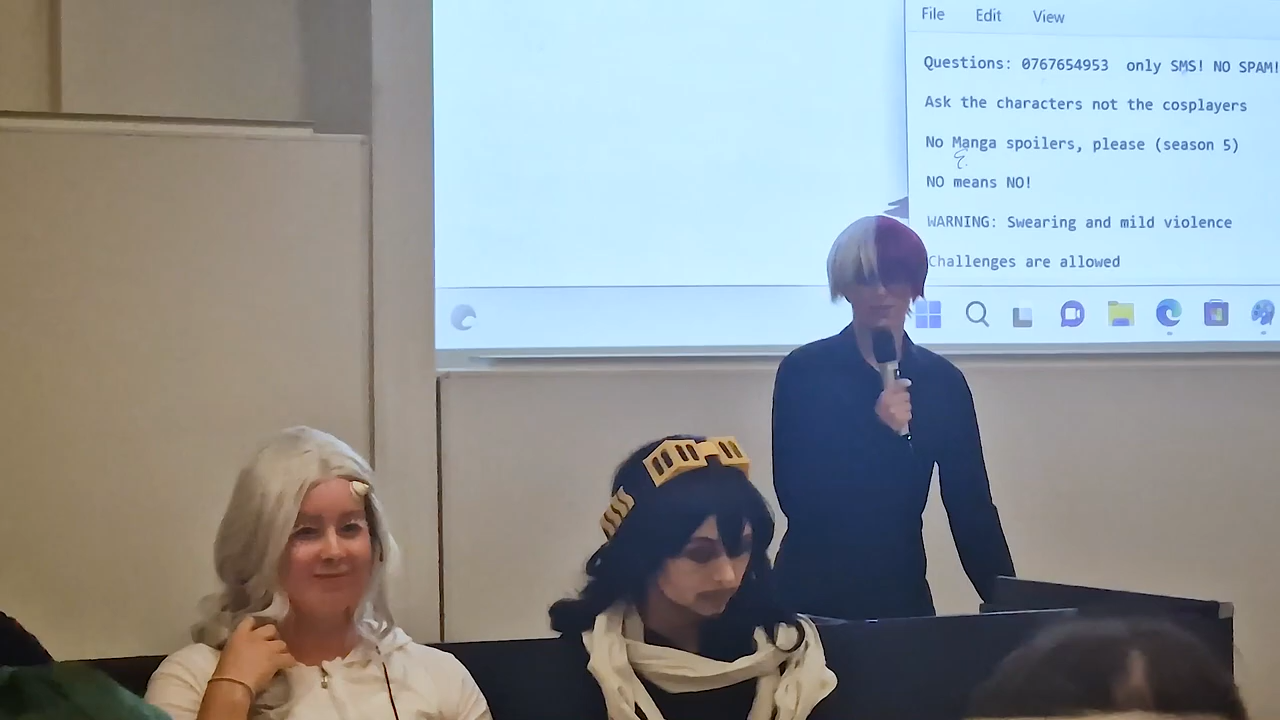 File Edit View
Questions: 0767654953 only SMS! NO SPAM!
Ask the characters not the cosplayers
No Manga spoilers, please (season 5)
NO means NO!
WARNING: Swearing and mild violence
Challenges are allowed